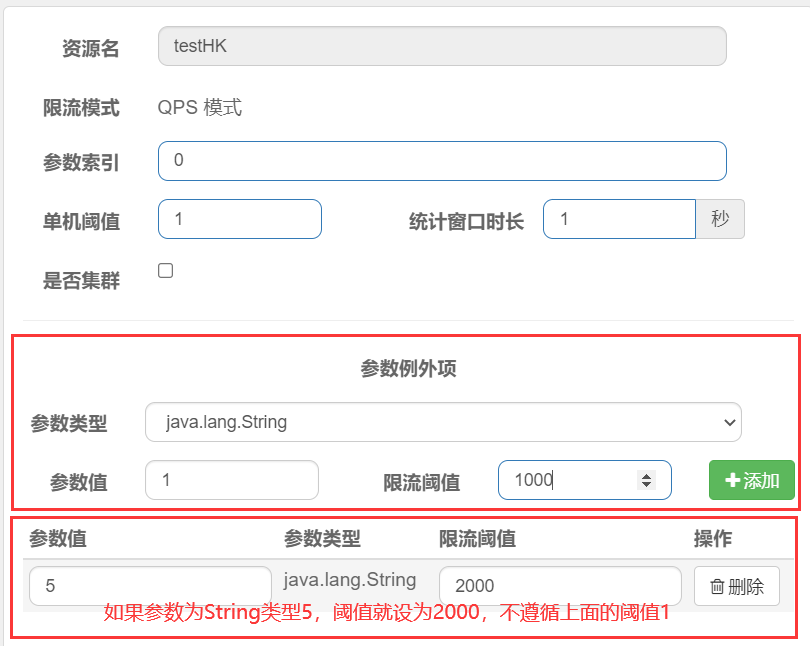 资源名 testHK
限流模式 QPS 模式
参数索引 0
单机阈值 1 统计窗口时长 1 秒
是否集群
参数例外项
参数类型 java.lang.String
参数值 1 限流阈值 1000 添加
参数值 参数类型 限流阈值 操作
5 java.lang.String 2000 删除
如果参数为String类型5，阈值就设为2000，不遵循上面的阈值1